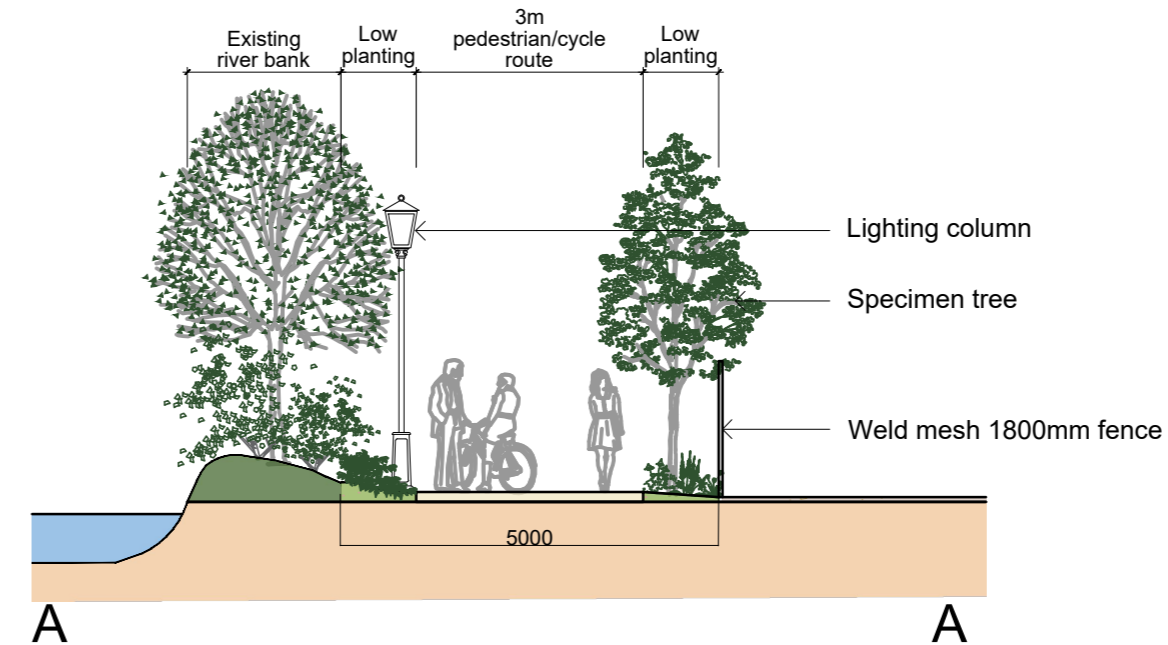 Existing
river bank
Low
planting
3m
pedestrian/cycle
route
Low
planting
Lighting column
Specimen tree
Weld mesh 1800mm fence
5000
A
A